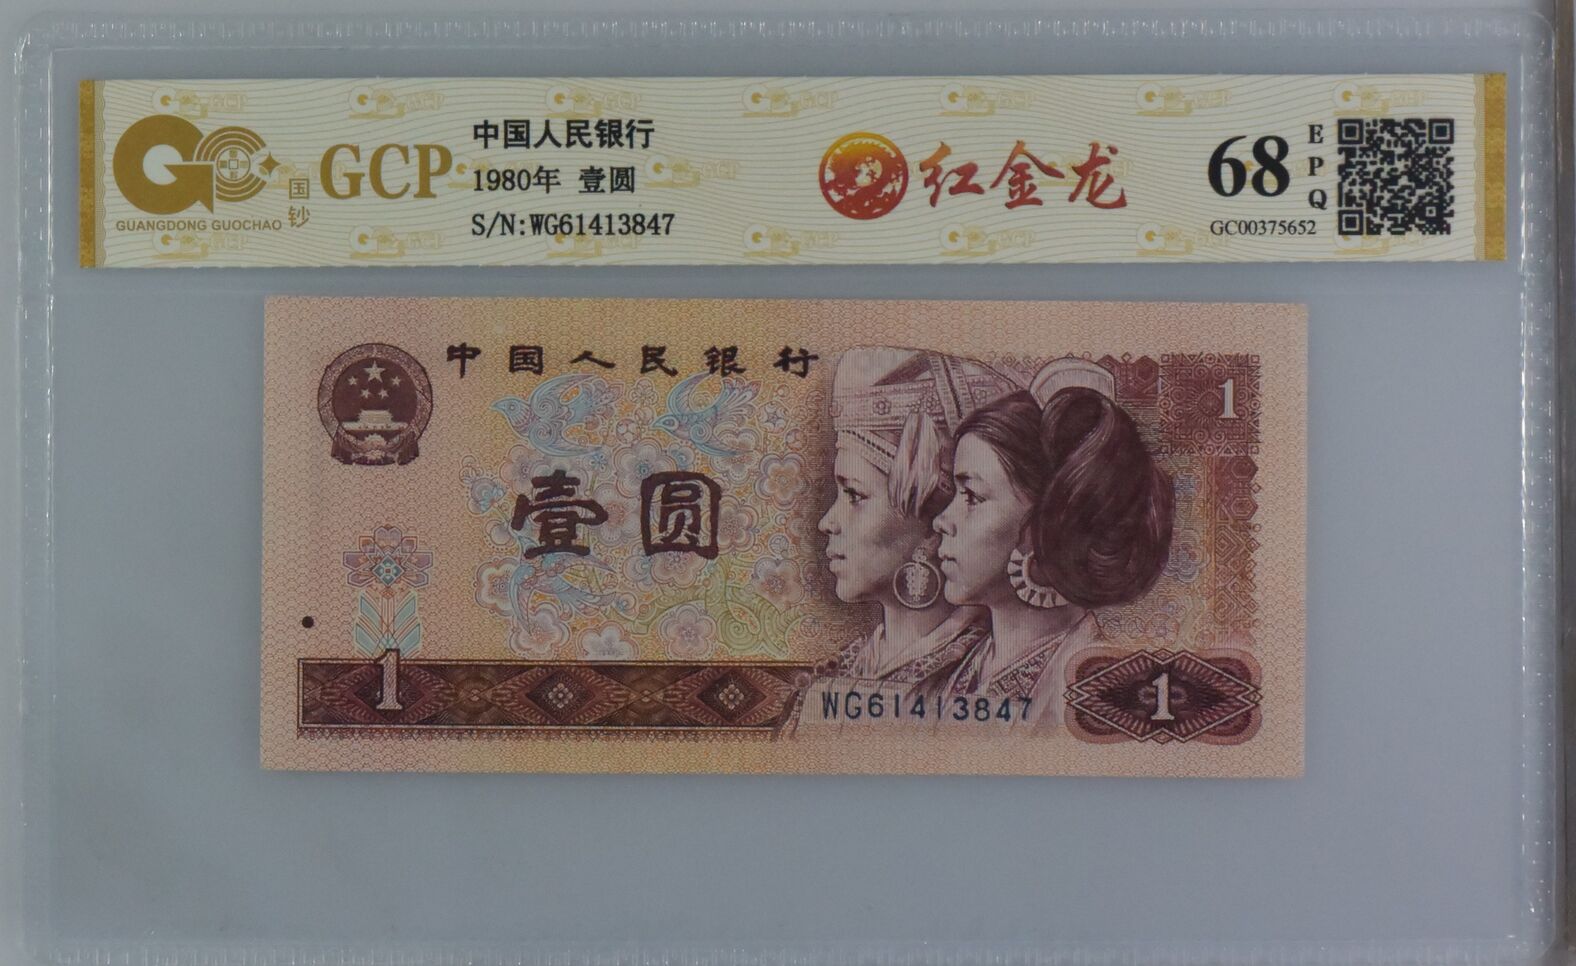 GUANGDONG GUOCHAO
国钞
GCP
中国人民银行
1980年 壹圆
S/N:WG61413847
红金龙
68
EPQ
GC00375652
中国人民银行
1
壹圆
1
WG61413847
1